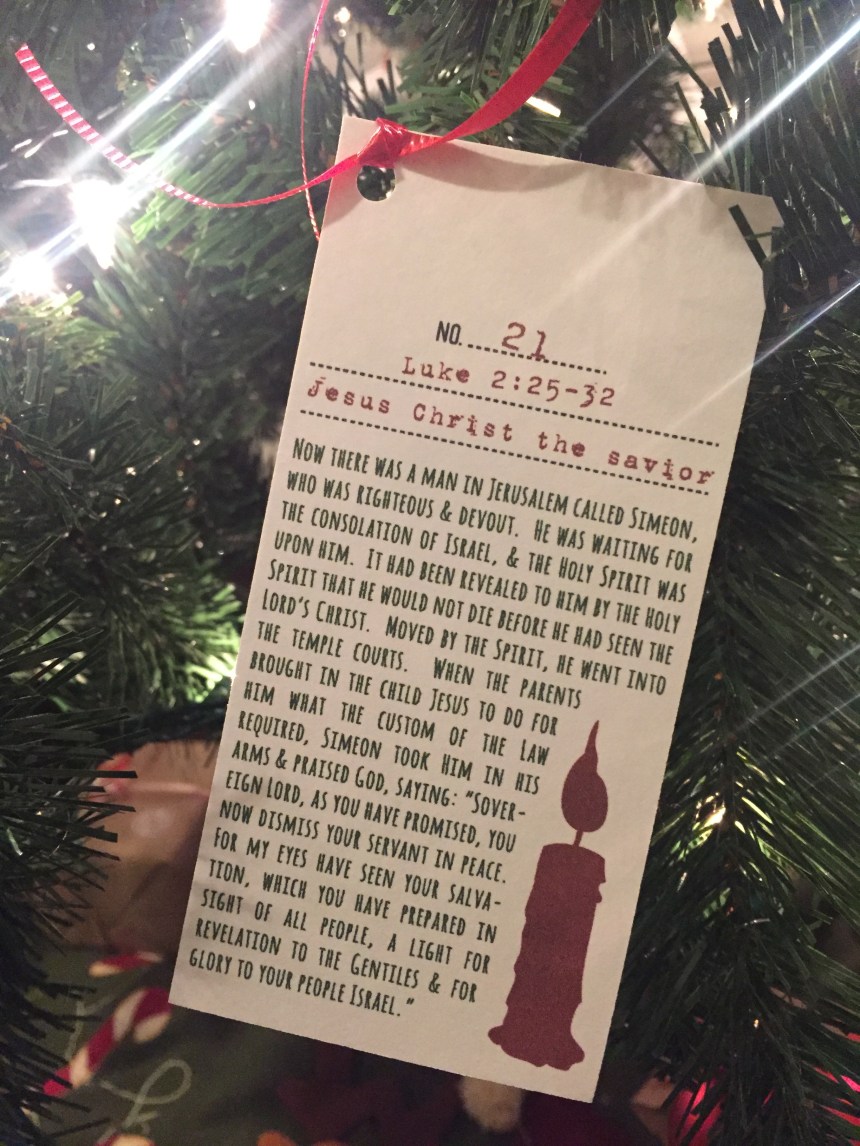 NO. 21
Luke 2:25-32
Jesus Christ the savior
Now there was a man in Jerusalem called Simeon,
who was righteous & devout. He was waiting for
the consolation of Israel, & the Holy Spirit was
upon him. It had been revealed to him by the Holy
Spirit that he would not die before he had seen the
Lord's Christ. Moved by the Spirit, he went into
the temple courts. When the parents
brought in the child Jesus to do for
him what the custom of the Law
required, Simeon took him in his
arms & praised God, saying: "Sover-
eign Lord, as you have promised, you
now dismiss your servant in peace.
For my eyes have seen your salva-
tion, which you have prepared in
sight of all people, a light for
revelation to the Gentiles & for
glory to your people Israel."